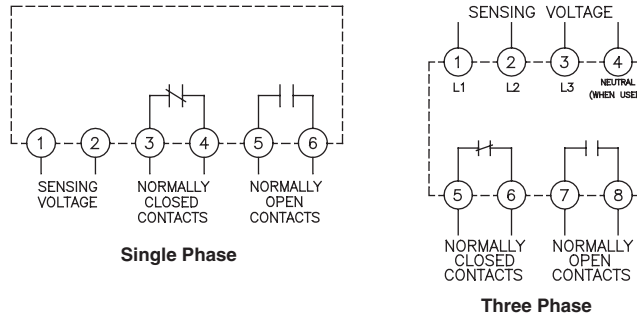 1 2 3 4 5 6
SENSING
VOLTAGE
NORMALLY
CLOSED
CONTACTS
NORMALLY
OPEN
CONTACTS
Single Phase
SENSING VOLTAGE
1 2 3 4
L1 L2 L3 NEUTRAL
(WHEN USE
5 6 7 8
NORMALLY
CLOSED
CONTACTS
NORMALLY
OPEN
CONTACTS
Three Phase